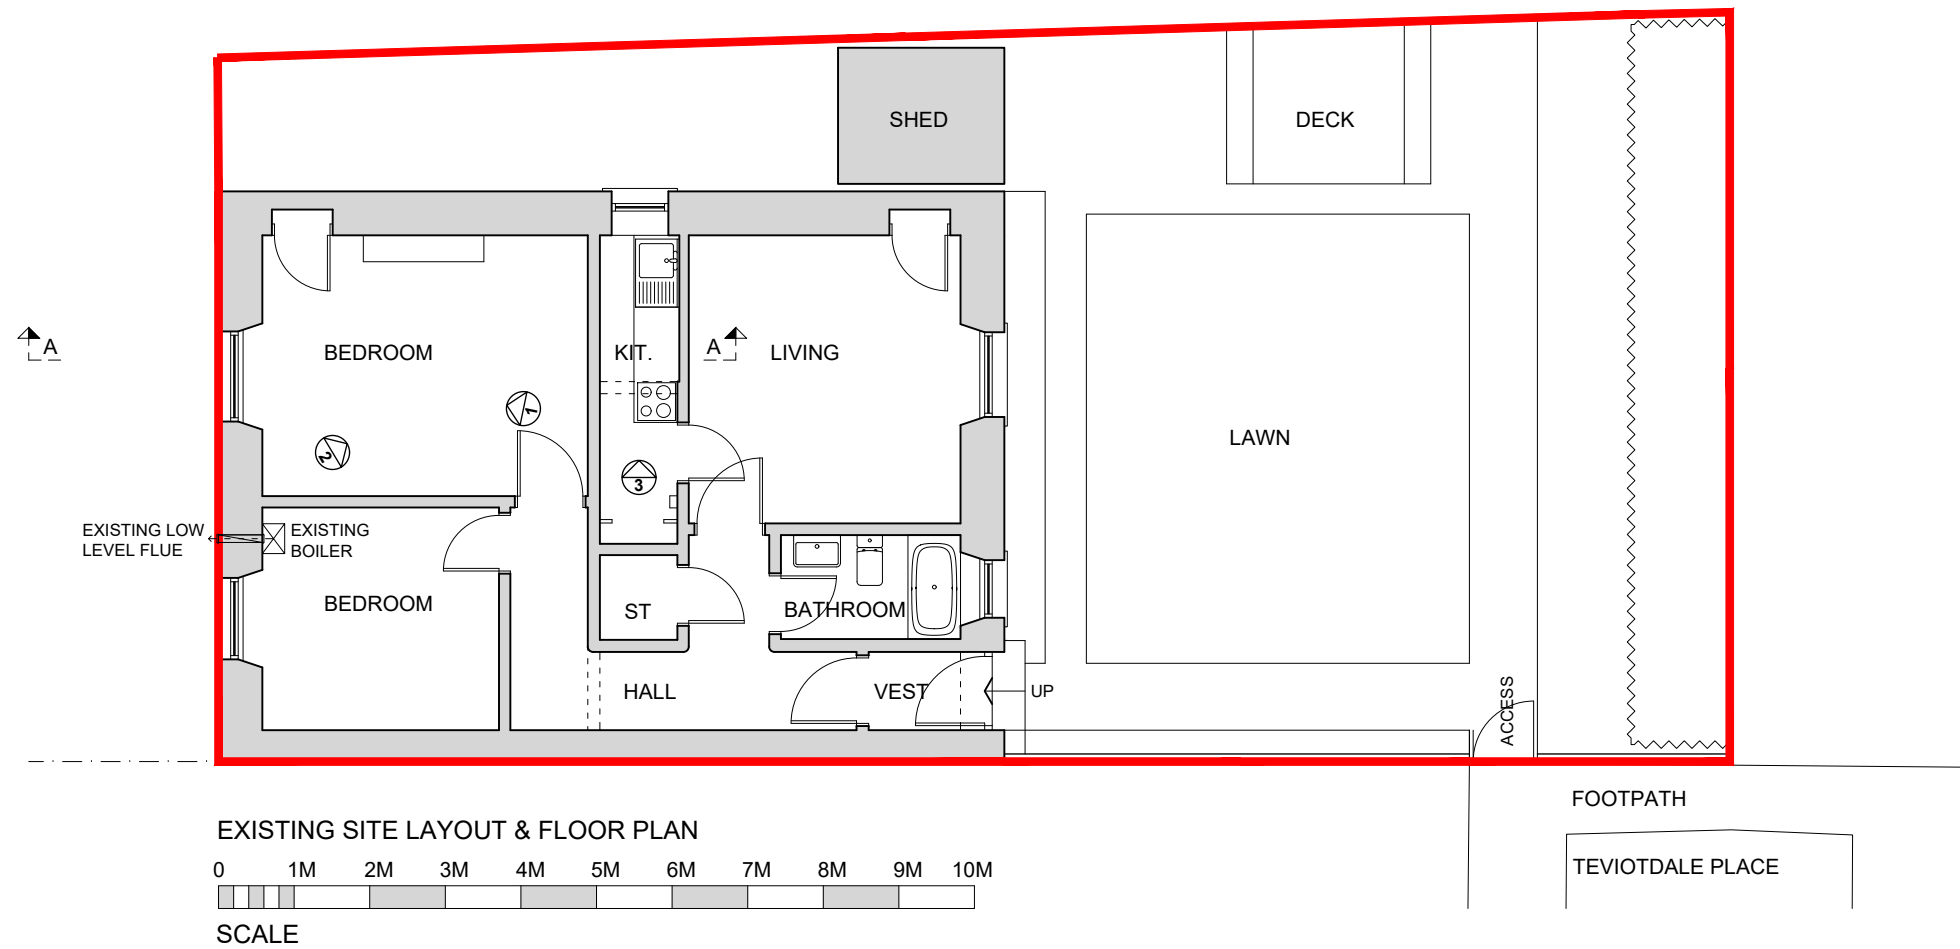 SHED
DECK
A
BEDROOM
KIT.
A
LIVING
1
2
3
LAWN
EXISTING LOW
LEVEL FLUE
EXISTING
BOILER
BEDROOM
ST
BATHROOM
HALL
VEST
UP
ACCESS
FOOTPATH
TEVIOTDALE PLACE
EXISTING SITE LAYOUT & FLOOR PLAN
0 1M 2M 3M 4M 5M 6M 7M 8M 9M 10M
SCALE